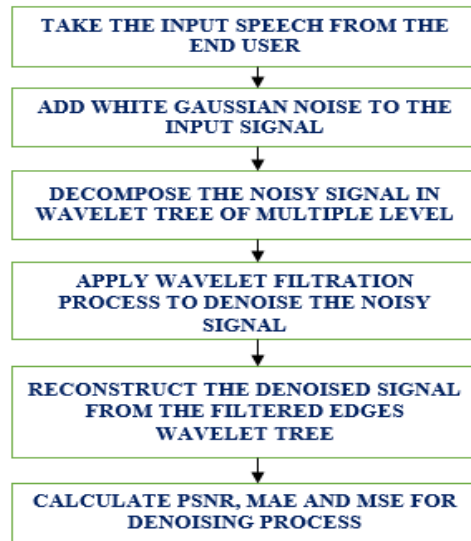 TAKE THE INPUT SPEECH FROM THE
END USER
ADD WHITE GAUSSIAN NOISE TO THE
INPUT SIGNAL
DECOMPOSE THE NOISY SIGNAL IN
WAVELET TREE OF MULTIPLE LEVEL
APPLY WAVELET FILTRATION
PROCESS TO DENOISE THE NOISY
SIGNAL
RECONSTRUCT THE DENOISED SIGNAL
FROM THE FILTERED EDGES
WAVELET TREE
CALCULATE PSNR, MAE AND MSE FOR
DENOISING PROCESS